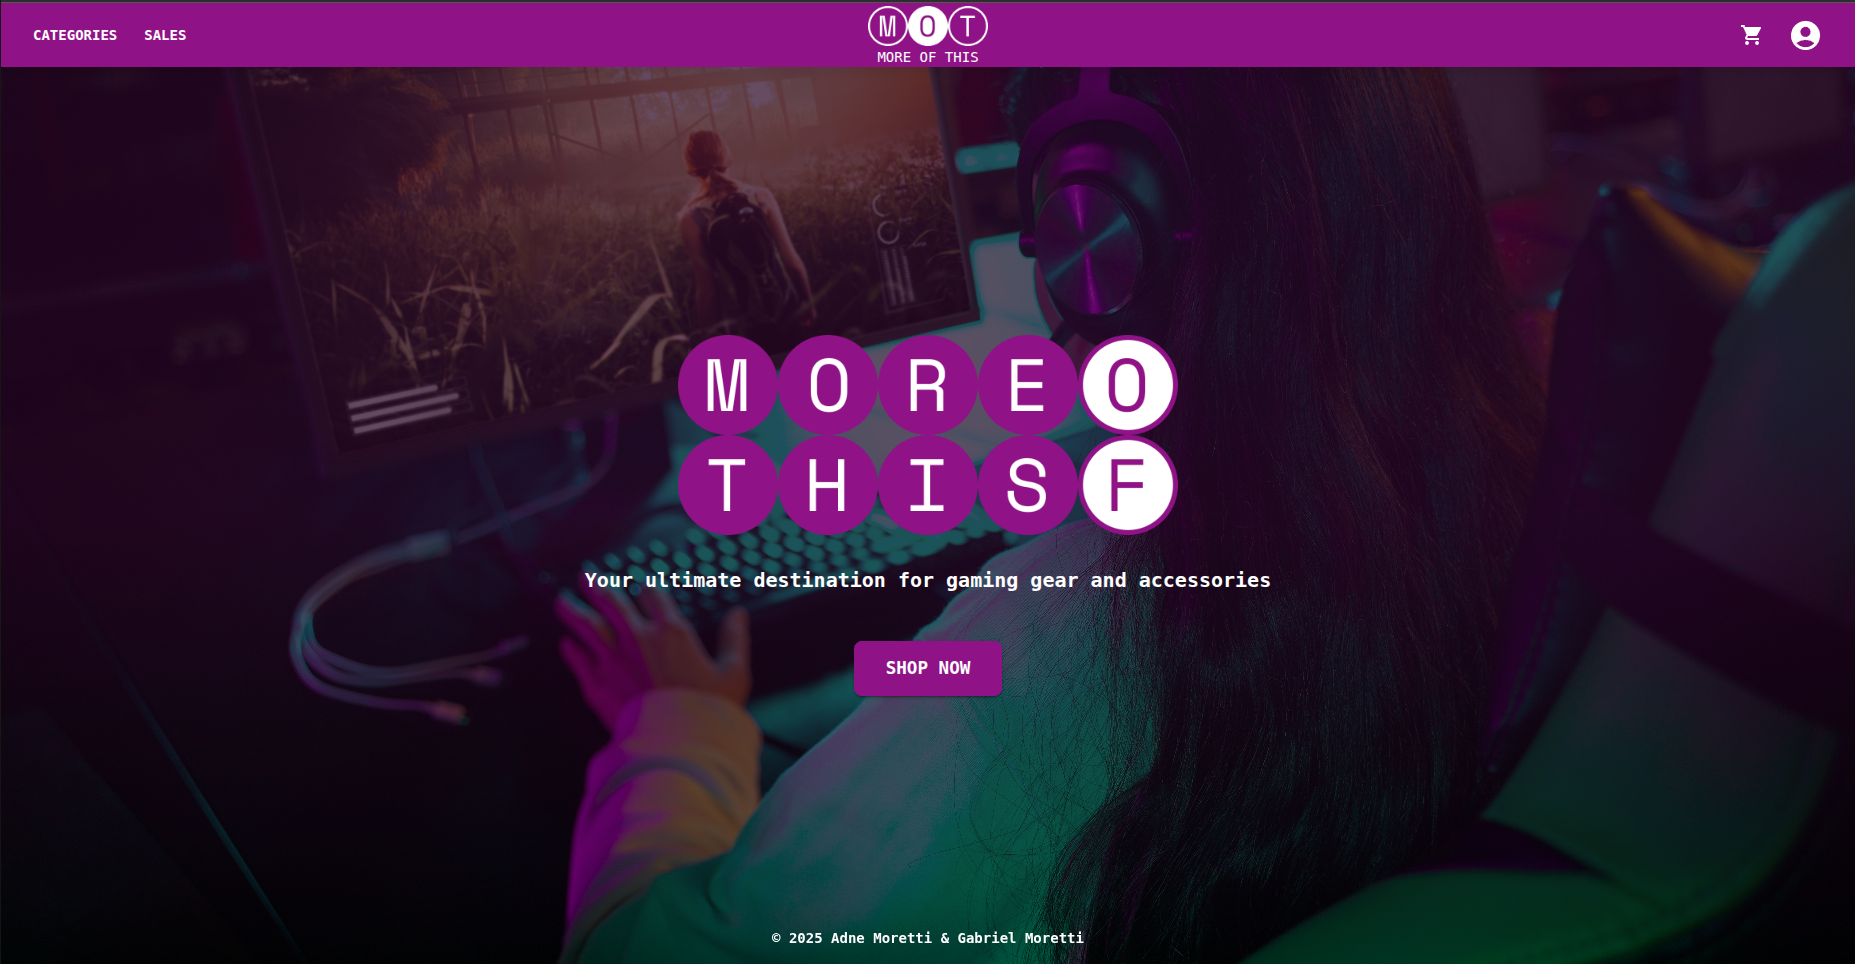 CATEGORIES SALES
MOT
MORE OF THIS
MOREO
THISF
Your ultimate destination for gaming gear and accessories
SHOP NOW
© 2025 Adne Moretti & Gabriel Moretti